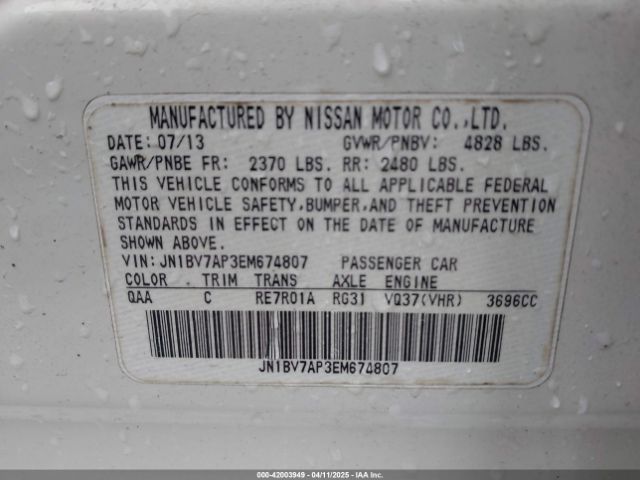 MANUFACTURED BY NISSAN MOTOR CO.,LTD.
DATE: 07/13 GVWR/PNBV: 4828 LBS.
GAWR/PNBE FR: 2370 LBS. RR: 2480 LBS.
THIS VEHICLE CONFORMS TO ALL APPLICABLE FEDERAL
MOTOR VEHICLE SAFETY,BUMPER,AND THEFT PREVENTION
STANDARDS IN EFFECT ON THE DATE OF MANUFACTURE
SHOWN ABOVE.
VIN: JN1BV7AP3EM674807 PASSENGER CAR
COLOR . TRIM TRANS AXLE ENGINE
QAA C RE7R01A RG31 VQ37(VHR) 3696CC
JN1BV7AP3EM674807
000-42003949 - 04/11/2025 - IAAI.COM